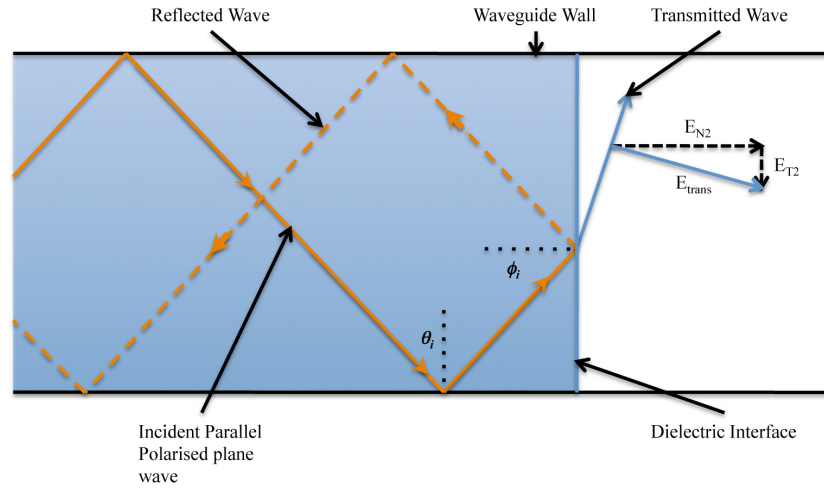 Reflected Wave
Waveguide Wall
Transmitted Wave
E_N2
E_T2
E_trans
ϕ_i
θ_i
Incident Parallel
Polarised plane
wave
Dielectric Interface